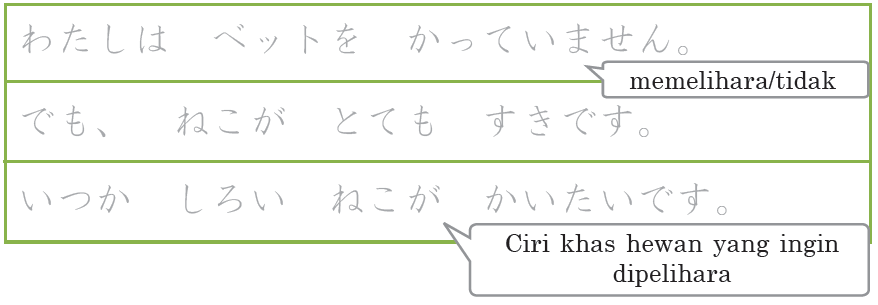 わたしは　ペットを　かっていません。
memelihara/tidak
でも、　ねこが　とても　すきです。
いつか　しろい　ねこが　かいたいです。
Ciri khas hewan yang ingin
dipelihara